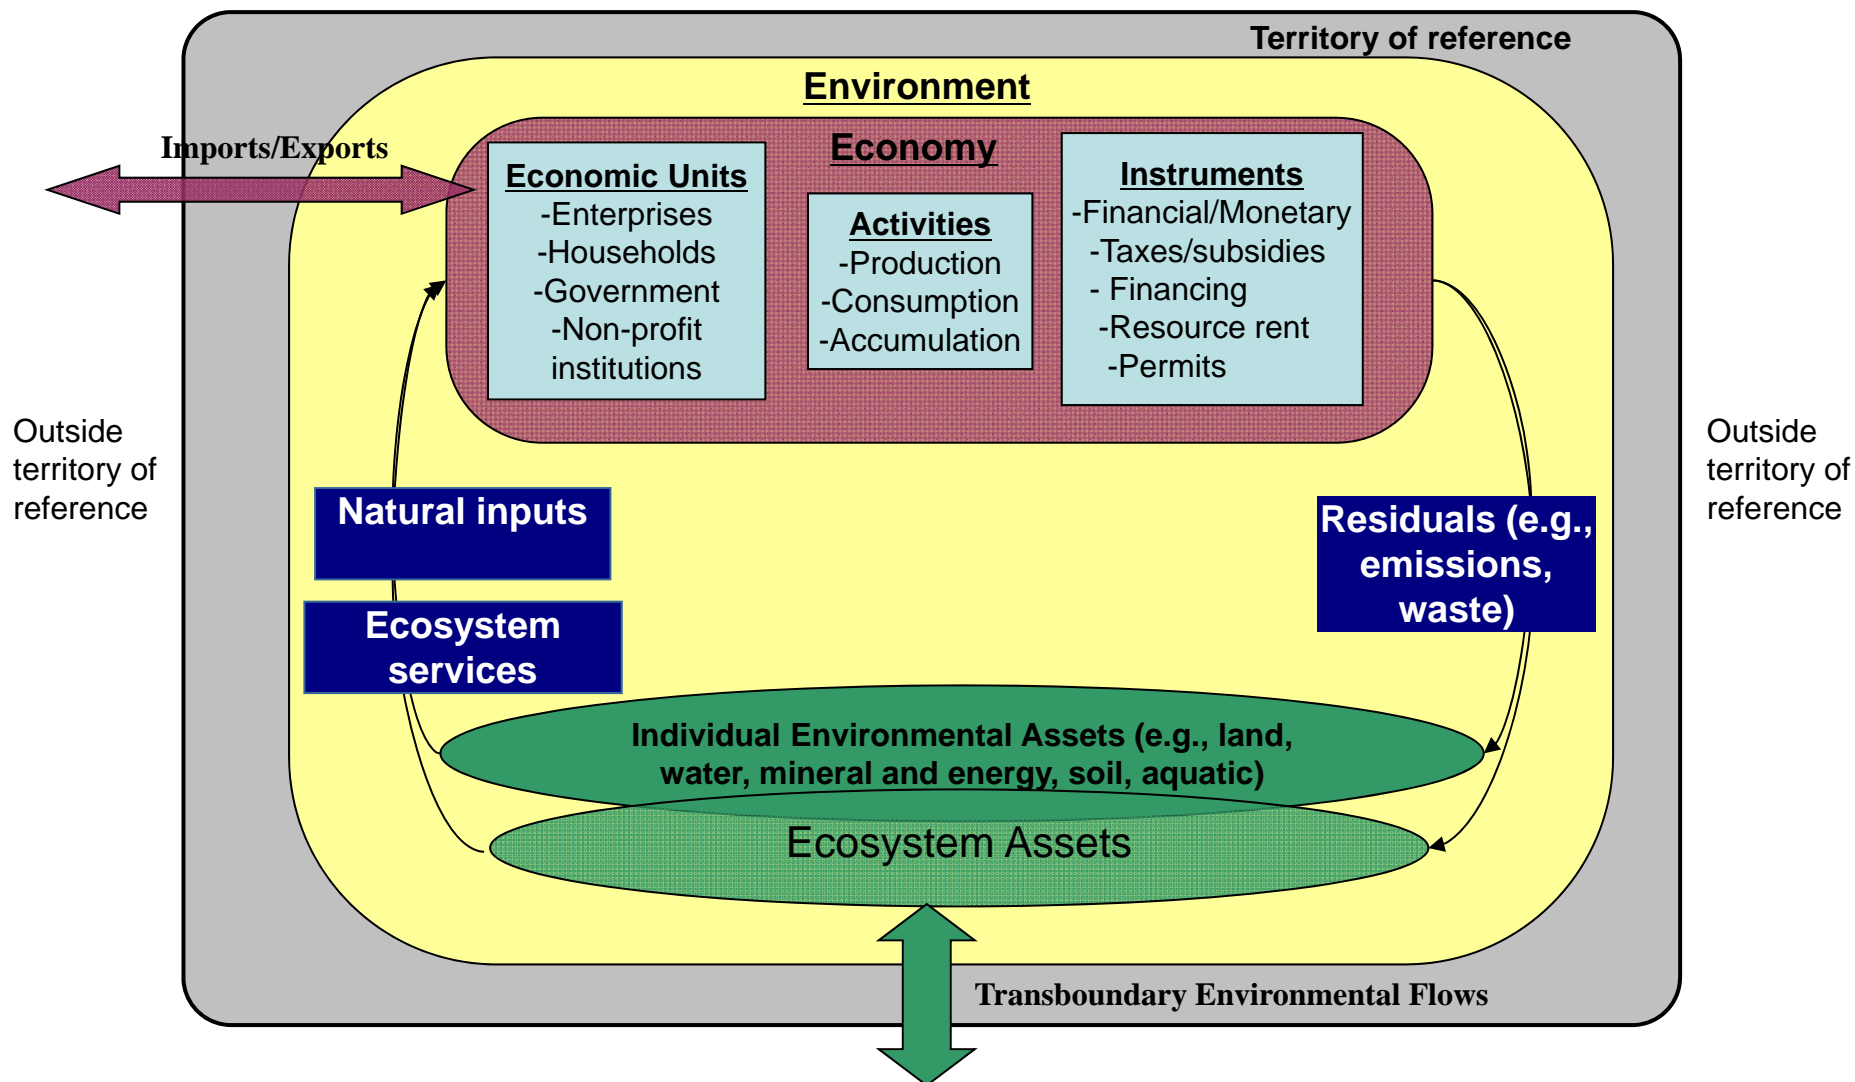 Territory of reference
Environment
Imports/Exports
Economy
Economic Units
-Enterprises
-Households
-Government
-Non-profit
institutions
Activities
-Production
-Consumption
-Accumulation
Instruments
-Financial/Monetary
-Taxes/subsidies
- Financing
-Resource rent
-Permits
Outside
territory of
reference
Outside
territory of
reference
Natural inputs
Ecosystem
services
Residuals (e.g.,
emissions,
waste)
Individual Environmental Assets (e.g., land,
water, mineral and energy, soil, aquatic)
Ecosystem Assets
Transboundary Environmental Flows